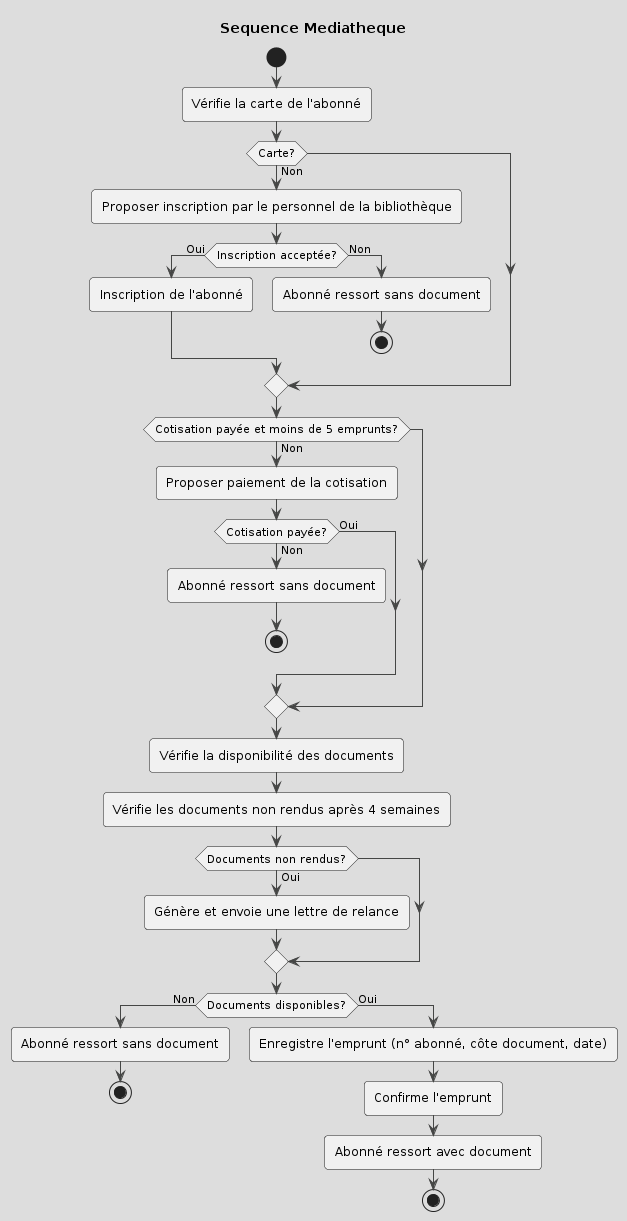 Sequence Mediatheque
Vérifie la carte de l'abonné
Carte?
Non
Proposer inscription par le personnel de la bibliothèque
Oui
Inscription acceptée?
Non
Inscription de l'abonné
Abonné ressort sans document
Cotisation payée et moins de 5 emprunts?
Non
Proposer paiement de la cotisation
Cotisation payée?
Oui
Non
Abonné ressort sans document
Vérifie la disponibilité des documents
Vérifie les documents non rendus après 4 semaines
Documents non rendus?
Oui
Génère et envoie une lettre de relance
Non
Documents disponibles?
Oui
Abonné ressort sans document
Enregistre l'emprunt (n° abonné, côte document, date)
Confirme l'emprunt
Abonné ressort avec document